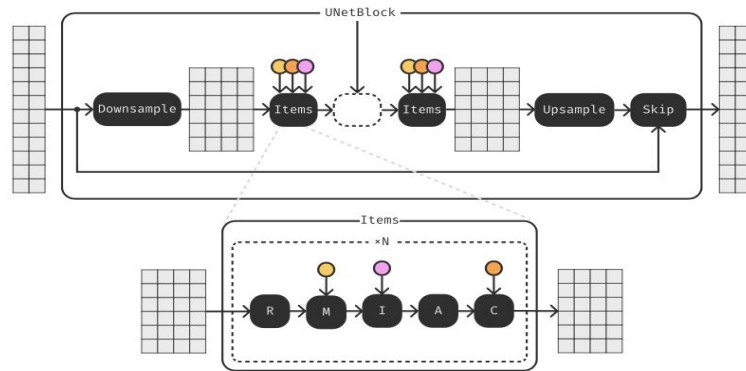 UNetBlock
Downsample
Items
Items
Upsample
Skip
Items
×N
R
M
I
A
C